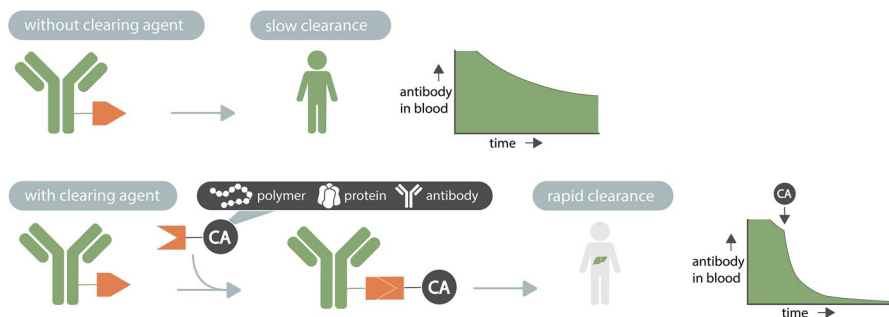 without clearing agent
slow clearance
antibody
in blood
time
with clearing agent
polymer
protein
antibody
CA
CA
rapid clearance
CA
antibody
in blood
time